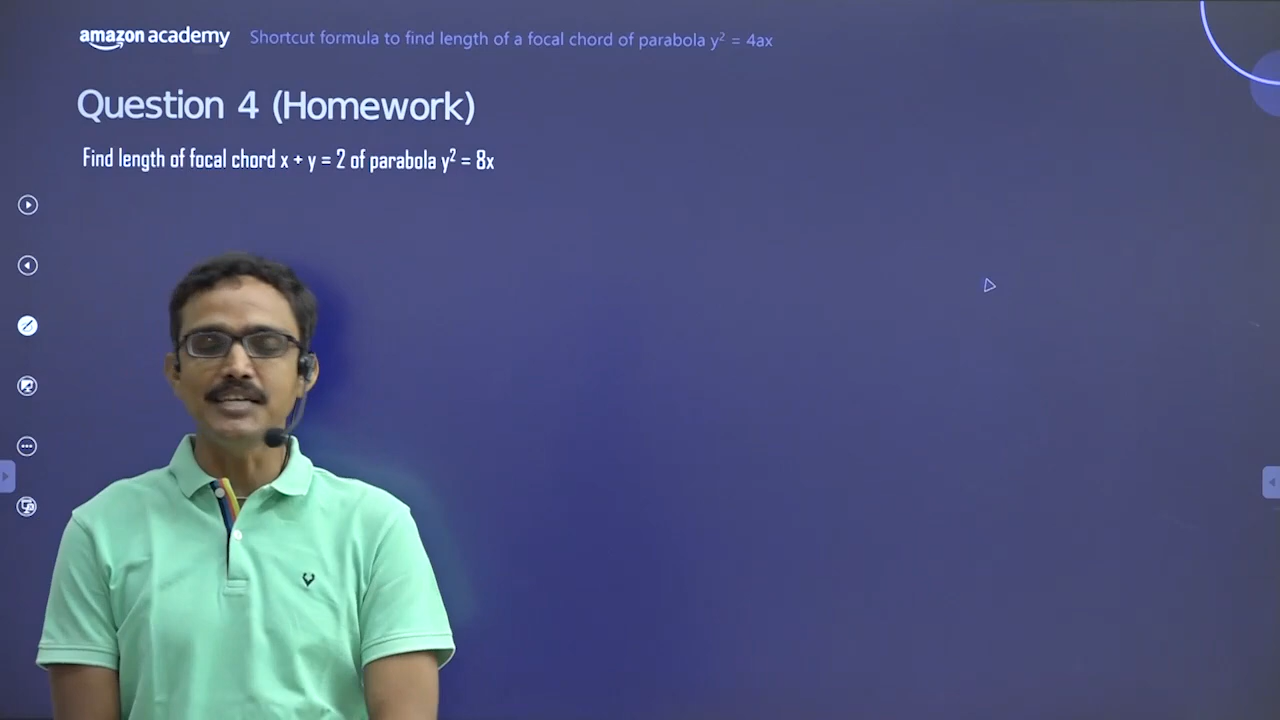 amazon academy Shortcut formula to find length of a focal chord of parabola y² = 4ax
Question 4 (Homework)
Find length of focal chord x + y = 2 of parabola y² = 8x